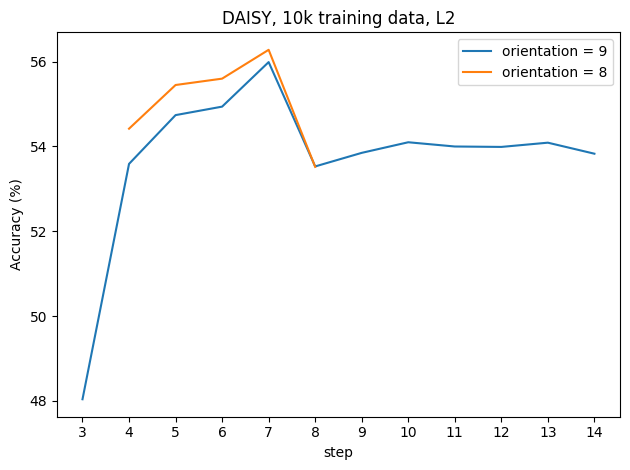 DAISY, 10k training data, L2
orientation = 9
orientation = 8
Accuracy (%)
56
54
52
50
48
3 4 5 6 7 8 9 10 11 12 13 14
step